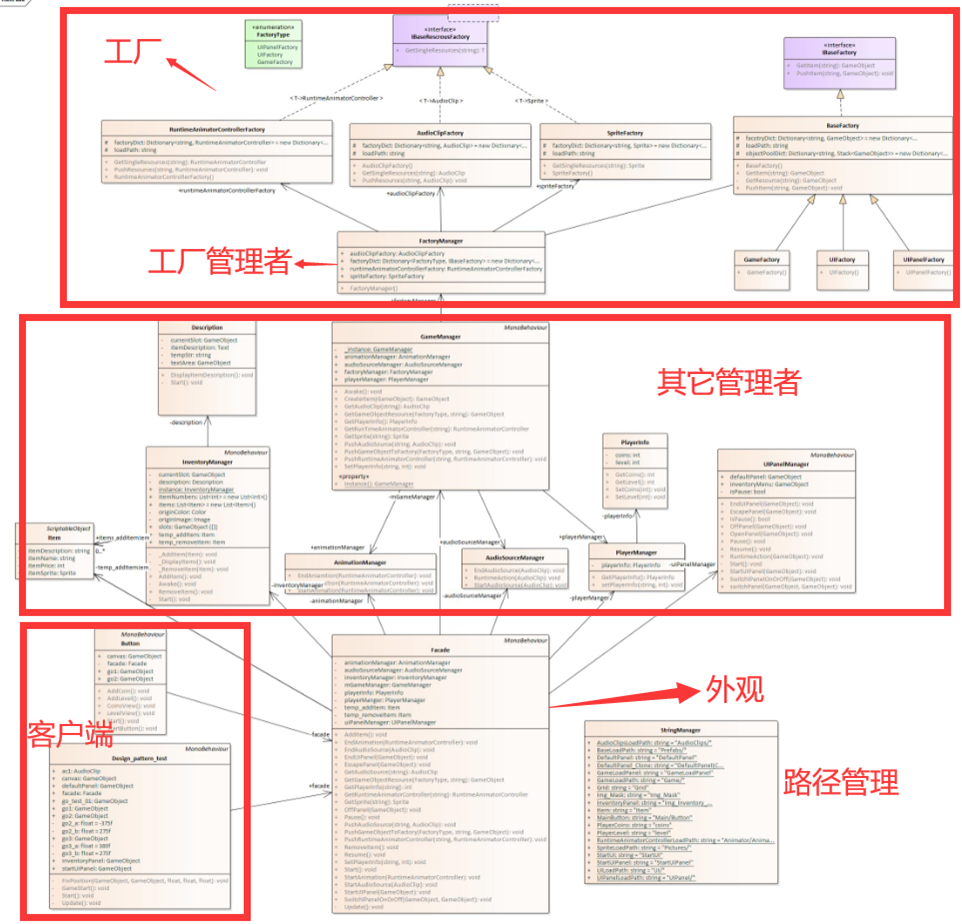 工厂
«enumeration»
FactoryType
UIPanelFactory
UIFactory
GameFactory
«interface»
IBaseRescrousFactory
+ GetSingleResources(string): T
«interface»
IBaseFactory
+ GetItem(string): GameObject
+ PushItem(string, GameObject): void
< T->RuntimeAnimatorController >
< T->AudioClip >
< T->Sprite >
RuntimeAnimatorControllerFactory
# factoryDict: Dictionary<string, RuntimeAnimatorController> = new Dictionary<...
# loadPath: string
+ GetSingleResources(string): RuntimeAnimatorController
+ PushResources(string, RuntimeAnimatorController): void
+ RuntimeAnimatorControllerFactory()
AudioClipFactory
# factoryDict: Dictionary<string, AudioClip> = new Dictionary<...
# loadPath: string
+ AudioClipFactory()
+ GetSingleResources(string): AudioClip
+ PushResources(string, AudioClip): void
SpriteFactory
# factoryDict: Dictionary<string, Sprite> = new Dictionary<...
# loadPath: string
+ GetSingleResources(string): Sprite
+ SpriteFactory()
BaseFactory
# facotryDict: Dictionary<string, GameObject> = new Dictionary<...
# loadPath: string
# objectPoolDict: Dictionary<string, Stack<GameObject>> = new Dictionary<...
+ BaseFactory()
+ GetItem(string): GameObject
+ GetResource(string): GameObject
+ PushItem(string, GameObject): void
+runtimeAnimatorControllerFactory
+audioClipFactory
+spriteFactory
工厂管理者
FactoryManager
+ audioClipFactory: AudioClipFactory
+ factoryDict: Dictionary<FactoryType, IBaseFactory> = new Dictionary<...
+ runtimeAnimatorControllerFactory: RuntimeAnimatorControllerFactory
+ spriteFactory: SpriteFactory
+ FactoryManager()
GameFactory
+ GameFactory()
UIFactory
+ UIFactory()
UIPanelFactory
+ UIPanelFactory()
其它管理者
Description
- currentSlot: GameObject
- itemDescription: Text
- tempStr: string
- textArea: GameObject
+ DisplayItemDescription(): void
- Start(): void
-description
MonoBehaviour
GameManager
- _instance: GameManager
+ animationManager: AnimationManager
+ audioSourceManager: AudioSourceManager
+ factoryManager: FactoryManager
+ playerManager: PlayerManager
- Awake(): void
+ CreateItem(GameObject): GameObject
+ GetAudioClip(string): AudioClip
+ GetGameObjectResource(FactoryType, string): GameObject
+ GetPlayerInfo(): PlayerInfo
+ GetRunTimeAnimatorController(string): RuntimeAnimatorController
+ GetSprite(string): Sprite
+ PushAudioSource(string, AudioClip): void
+ PushGameObjectToFactory(FactoryType, string, GameObject): void
+ PushRuntimeAnimatorController(string, RuntimeAnimatorController): void
+ SetPlayerInfo(string, int): void
«property»
+ Instance(): GameManager
-mGameManager
MonoBehaviour
InventoryManager
- currentSlot: GameObject
- description: Description
+ instance: InventoryManager
+ itemNumbers: List<int> = new List<int>()
+ items: List<Item> = new List<Item>()
- originColor: Color
- originImage: Image
+ slots: GameObject ([])
+ temp_addItem: Item
+ temp_removeItem: Item
- _AddItem(Item): void
- _DisplayItems(): void
- _RemoveItem(Item): void
+ AddItem(): void
- Awake(): void
+ RemoveItem(): void
- Start(): void
PlayerInfo
- coins: int
- level: int
+ GetCoins(): int
+ GetLevel(): int
+ SetCoins(int): void
+ SetLevel(int): void
-playerInfo
MonoBehaviour
UIPanelManager
+ defaultPanel: GameObject
+ inventoryMenu: GameObject
- isPause: bool
+ EndUIPanel(GameObject): void
+ EscapePanel(GameObject): void
+ IsPause(): bool
+ OffPanel(GameObject): void
+ OpenPanel(GameObject): void
+ Pause(): void
+ Resume(): void
+ RuntimeAction(GameObject): void
- Start(): void
+ StartUIPanel(GameObject): void
+ SwitchIPanelOnOroff(GameObject): void
+ switchPanel(GameObject, GameObject): void
ScriptableObject
Item
+ itemDescription: string
+ itemName: string
+ itemPrice: int
+ itemSprite: Sprite
0..*
-temp_addItem
+animationManager
+audioSourceManager
+playerManager
AnimationManager
+ EndAniamtion(RuntimeAnimatorController): void
-inventoryManager
-animationManager
AudioSourceManager
+ EndAudioSource(AudioClip): void
+ RuntimeAction(AudioClip): void
+ StartAudioSource(AudioClip): void
-audioSourceManager
PlayerManager
- playerInfo: PlayerInfo
+ GetPlayerInfo(): PlayerInfo
+ setPlayerInfo(string, int): void
-uiPanelManager
-playerManger
客户端
MonoBehaviour
Button
+ canvas: GameObject
- facade: Facade
+ go1: GameObject
+ go2: GameObject
+ AddCoin(): void
+ AddLevel(): void
+ CoinsView(): void
+ LevelView(): void
- Start(): void
StartButton(): void
facade
MonoBehaviour
Design_pattern_test
+ ac1: AudioClip
+ canvas: GameObject
+ defaultPanel: GameObject
+ facade: Facade
+ go_test_01: GameObject
+ go1: GameObject
+ go2: GameObject
+ go2_a: float = -375f
+ go2_b: float = 275f
+ go3: GameObject
+ go3_a: float = 388f
+ go3_b: float = 275f
+ inventoryPanel: GameObject
+ startUIPanel: GameObject
- FixPosition(GameObject, GameObject, float, float, float): void
- GameStart(): void
- Start(): void
- Update(): void
+facade
MonoBehaviour
Facade
- animationManager: AnimationManager
- audioSourceManager: AudioSourceManager
- inventoryManager: InventoryManager
- mGameManager: GameManager
- playerInfo: PlayerInfo
- playerManger: PlayerManager
- temp_addItem: Item
- temp_removeItem: Item
- uiPanelManager: UIPanelManager
+ AddItem(): void
+ EndAnimation(RuntimeAnimatorController): void
+ EndAudioSource(AudioClip): void
+ EndUIPanel(GameObject): void
+ EscapePanel(GameObject): void
+ GetAudioSource(string): AudioClip
+ GetGameObjectResource(FactoryType, string): GameObject
+ GetPlayerInfo(string): int
+ GetRuntimeAnimatorController(string): RuntimeAnimatorController
+ GetSprite(string): Sprite
+ OffPanel(GameObject): void
+ Pause(): void
+ PushAudioSource(string, AudioClip): void
+ PushGameObjectToFactory(FactoryType, string, GameObject): void
+ PushRuntimeAnimatorController(string, RuntimeAnimatorController): void
+ RemoveItem(): void
+ Resume(): void
+ SetPlayerInfo(string, int): void
- Start(): void
+ StartAnimation(RuntimeAnimatorController): void
+ StartAudioSource(AudioClip): void
+ StartUIPanel(GameObject): void
+ SwitchIPanelOnOroff(GameObject, GameObject): void
- Update(): void
外观
StringManager
+ AudioClipsLoadPath: string = "AudioClips/"
+ BaseLoadPath: string = "Prefabs/"
+ DefaultPanel: string = "DefaultPanel"
+ DefaultPanel_Clone: string = "DefaultPanel(C...
+ GameLoadPanel: string = "GameLoadPanel"
+ GameLoadPath: string = "Game/"
+ Grid: string = "Grid"
+ Img_Mask: string = "Img_Mask"
+ InventoryPanel: string = "Img_Inventory_...
+ Item: string = "Item"
+ MainButton: string = "Main/Button"
+ PlayerCoins: string = "coins"
+ PlayerLevel: string = "level"
+ RuntimeAnimatorControllerLoadPath: string = "Animator/Anima...
+ SpriteLoadPath: string = "Pictures/"
+ StartUI: string = "StartUI"
+ StartUIPanel: string = "StartUIPanel"
+ UILoadPath: string = "UI/"
+ UIPanelLoadPath: string = "UIPanel/"
路径管理